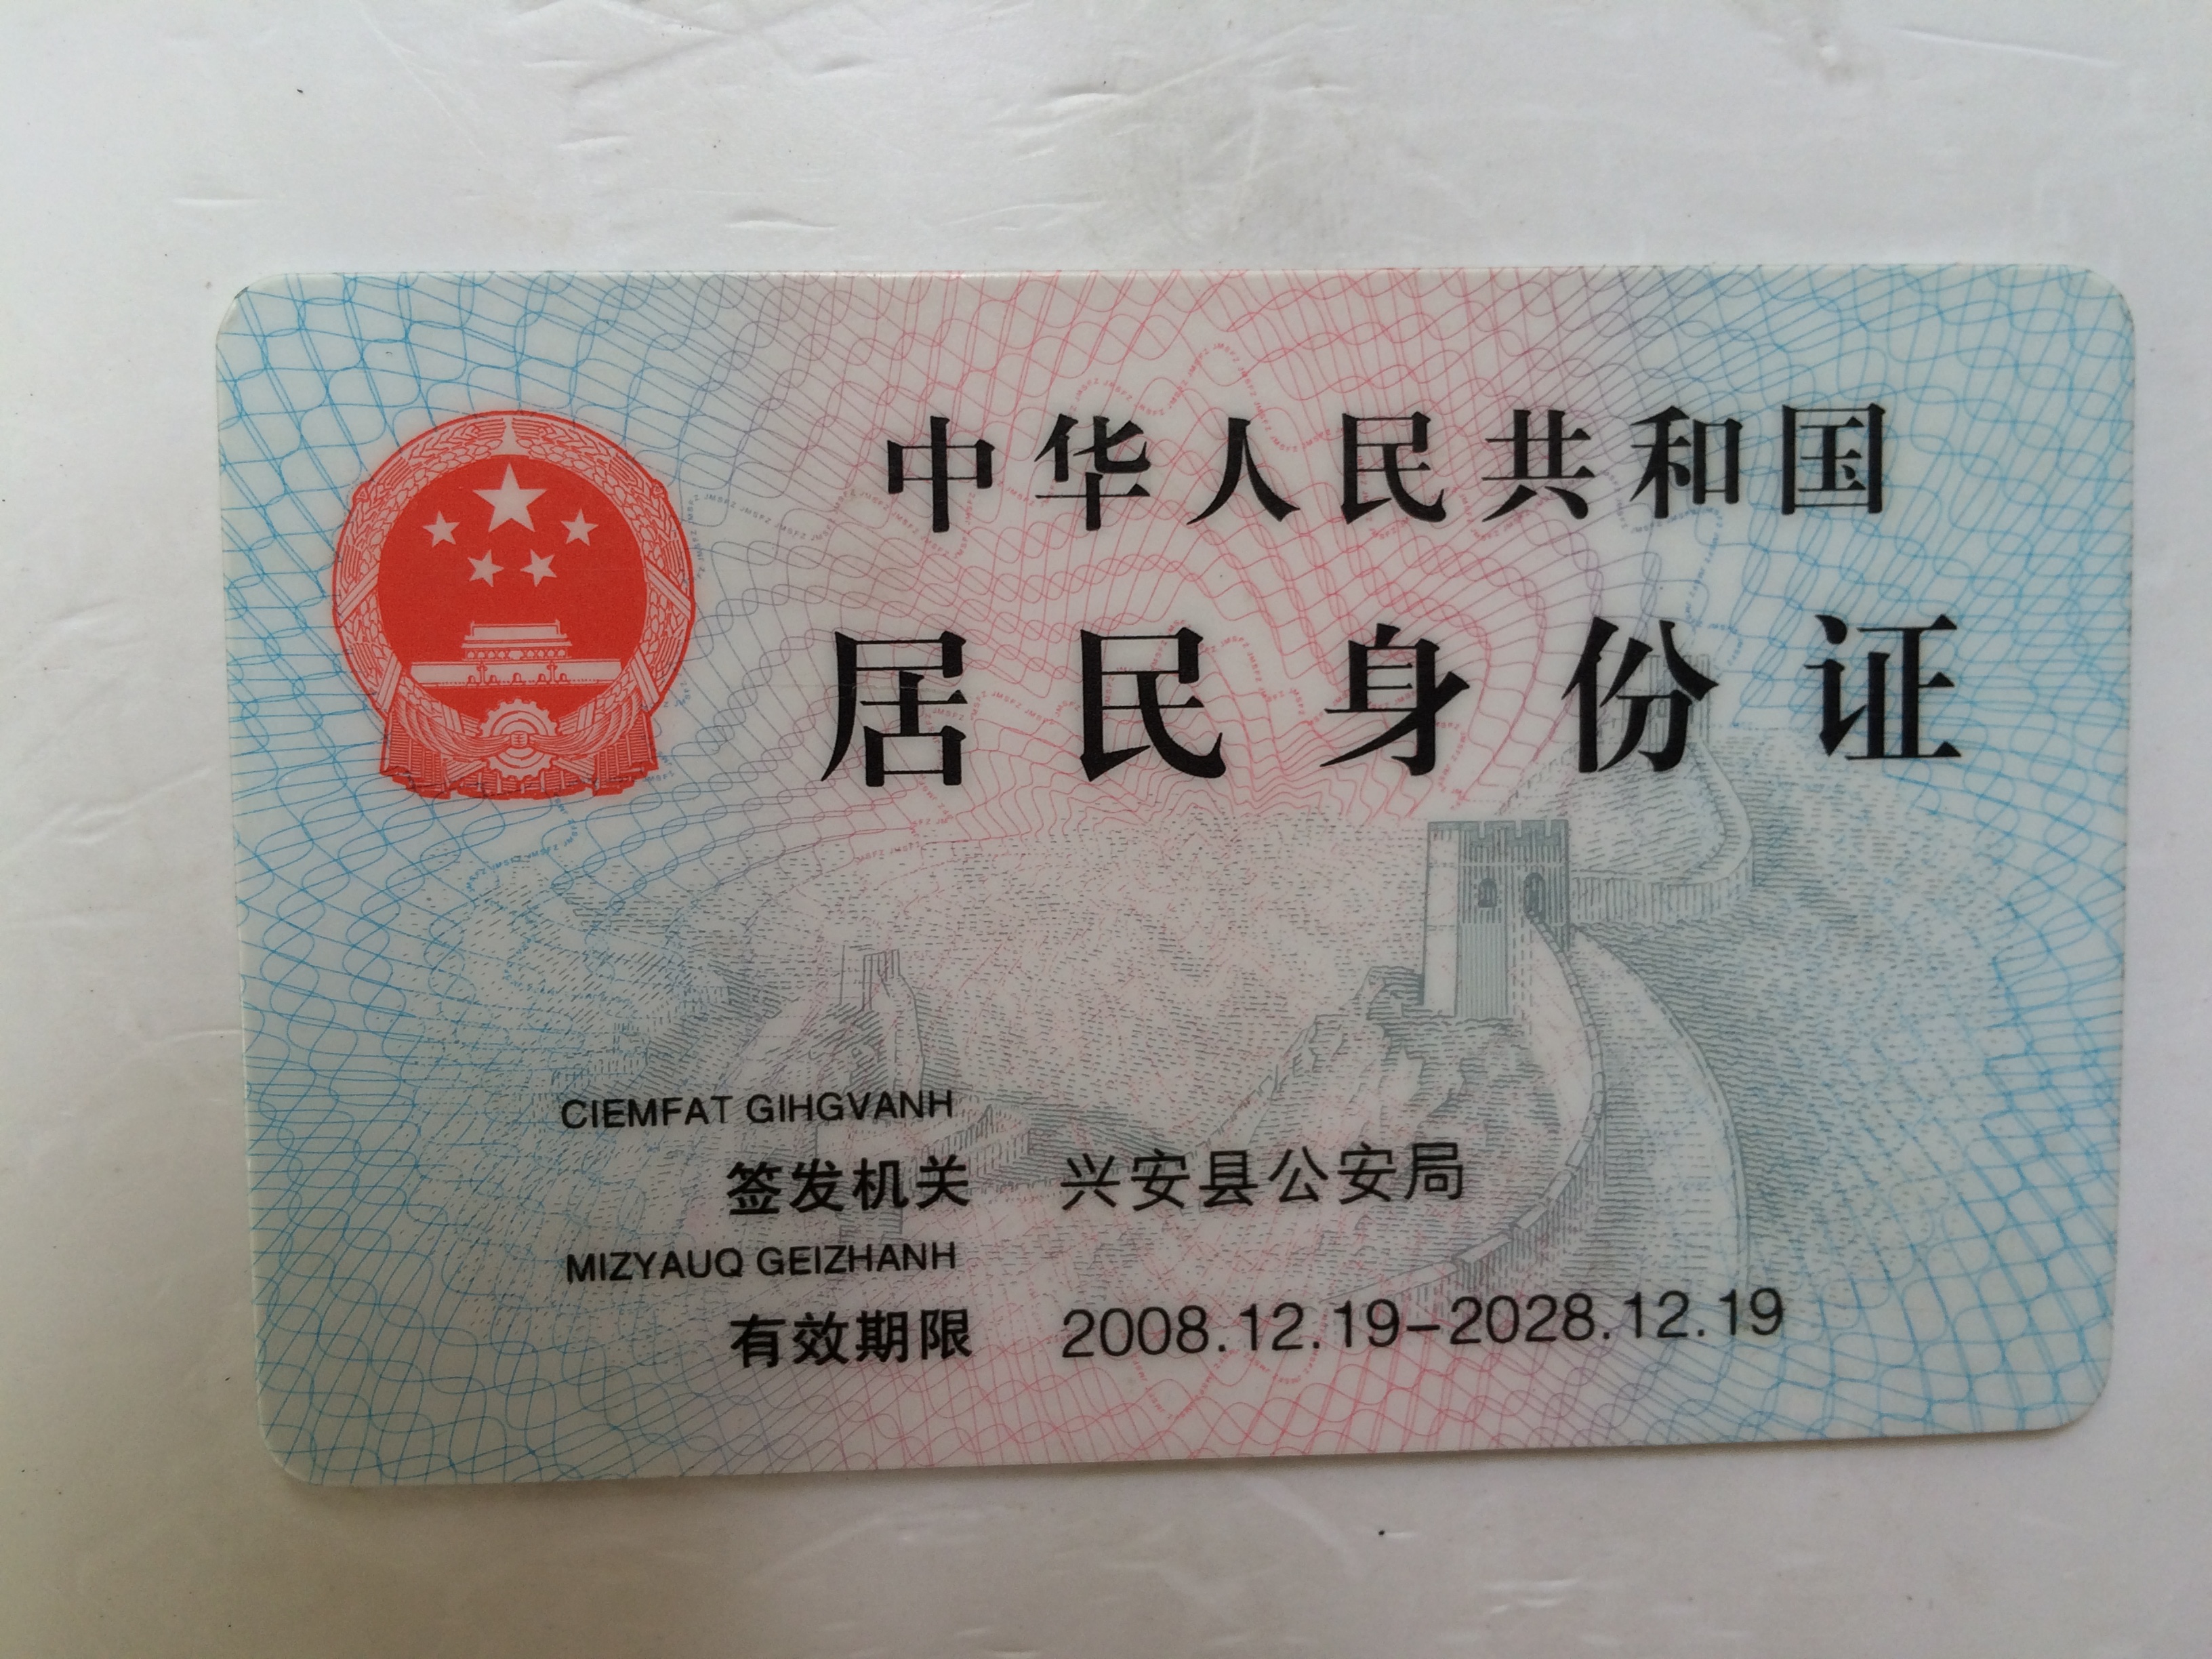 中华人民共和国
居民身份证
CIEMFAT GIHGVANH
签发机关 兴安县公安局
MIZYAUQ GEIZHANH
有效期限 2008.12.19-2028.12.19